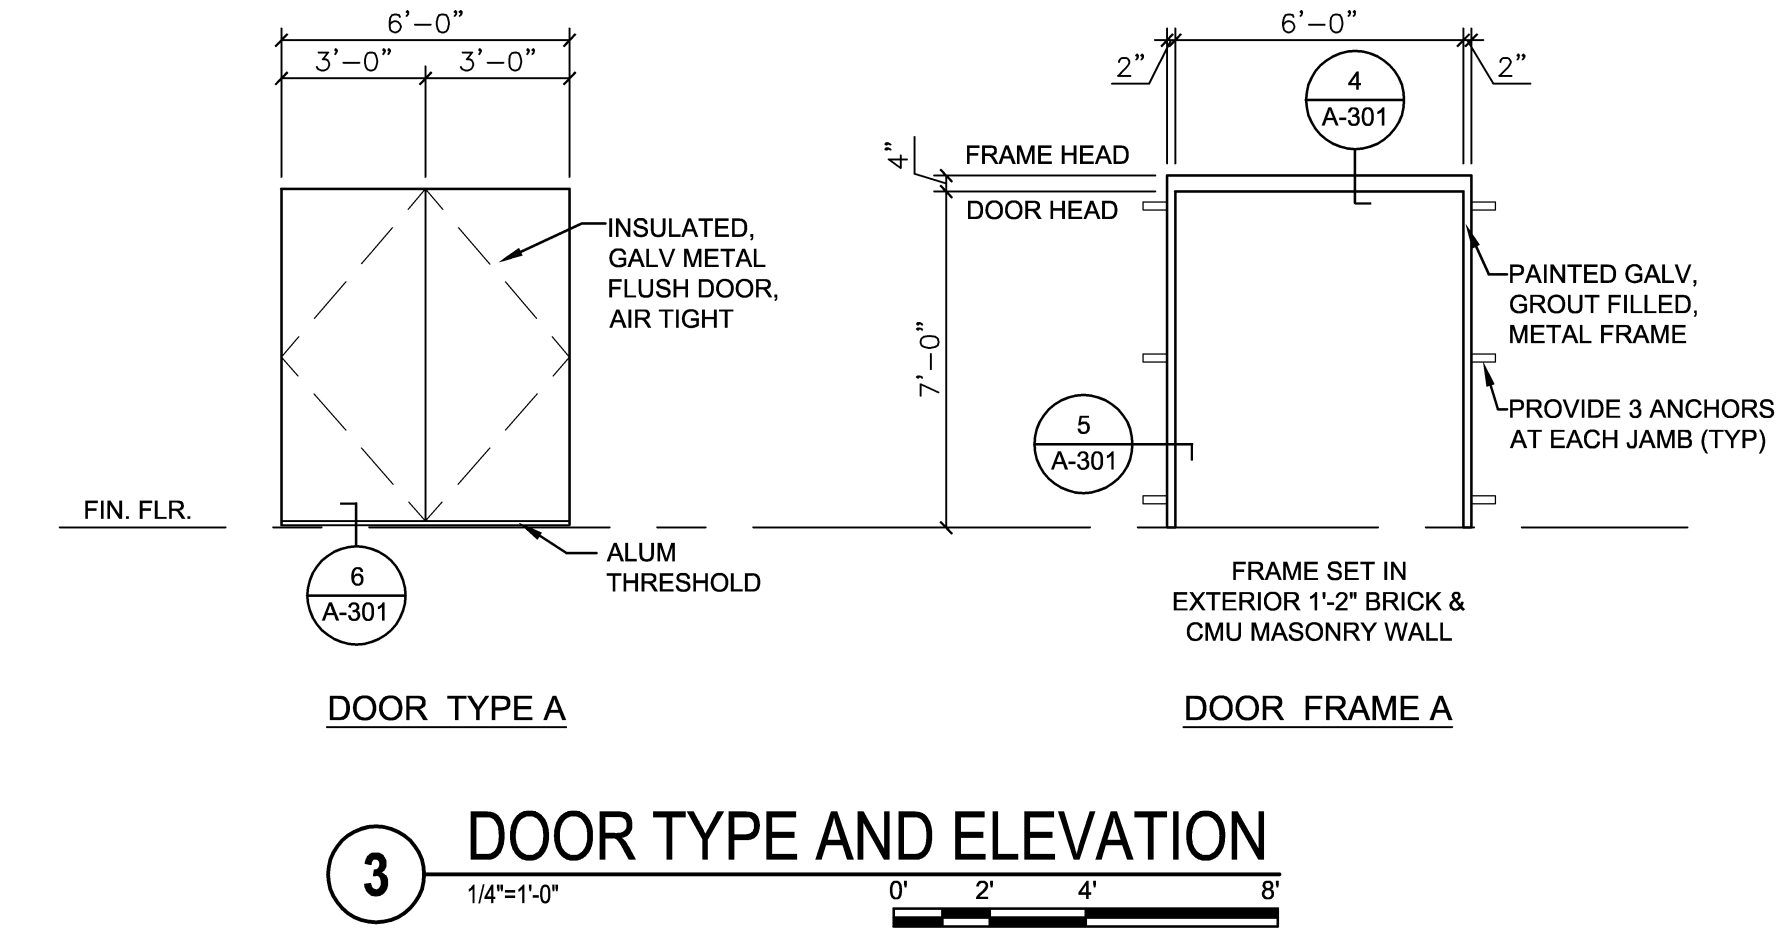 6’-0”
3’-0”
3’-0”
INSULATED,
GALV METAL
FLUSH DOOR,
AIR TIGHT
FIN. FLR.
ALUM
THRESHOLD
6
A-301
DOOR TYPE A
6’-0”
2”
2”
4
A-301
4”
FRAME HEAD
DOOR HEAD
7’-0”
PAINTED GALV,
GROUT FILLED,
METAL FRAME
5
A-301
PROVIDE 3 ANCHORS
AT EACH JAMB (TYP)
FRAME SET IN
EXTERIOR 1'-2" BRICK &
CMU MASONRY WALL
DOOR FRAME A
3
DOOR TYPE AND ELEVATION
1/4"=1'-0"
0' 2' 4' 8'